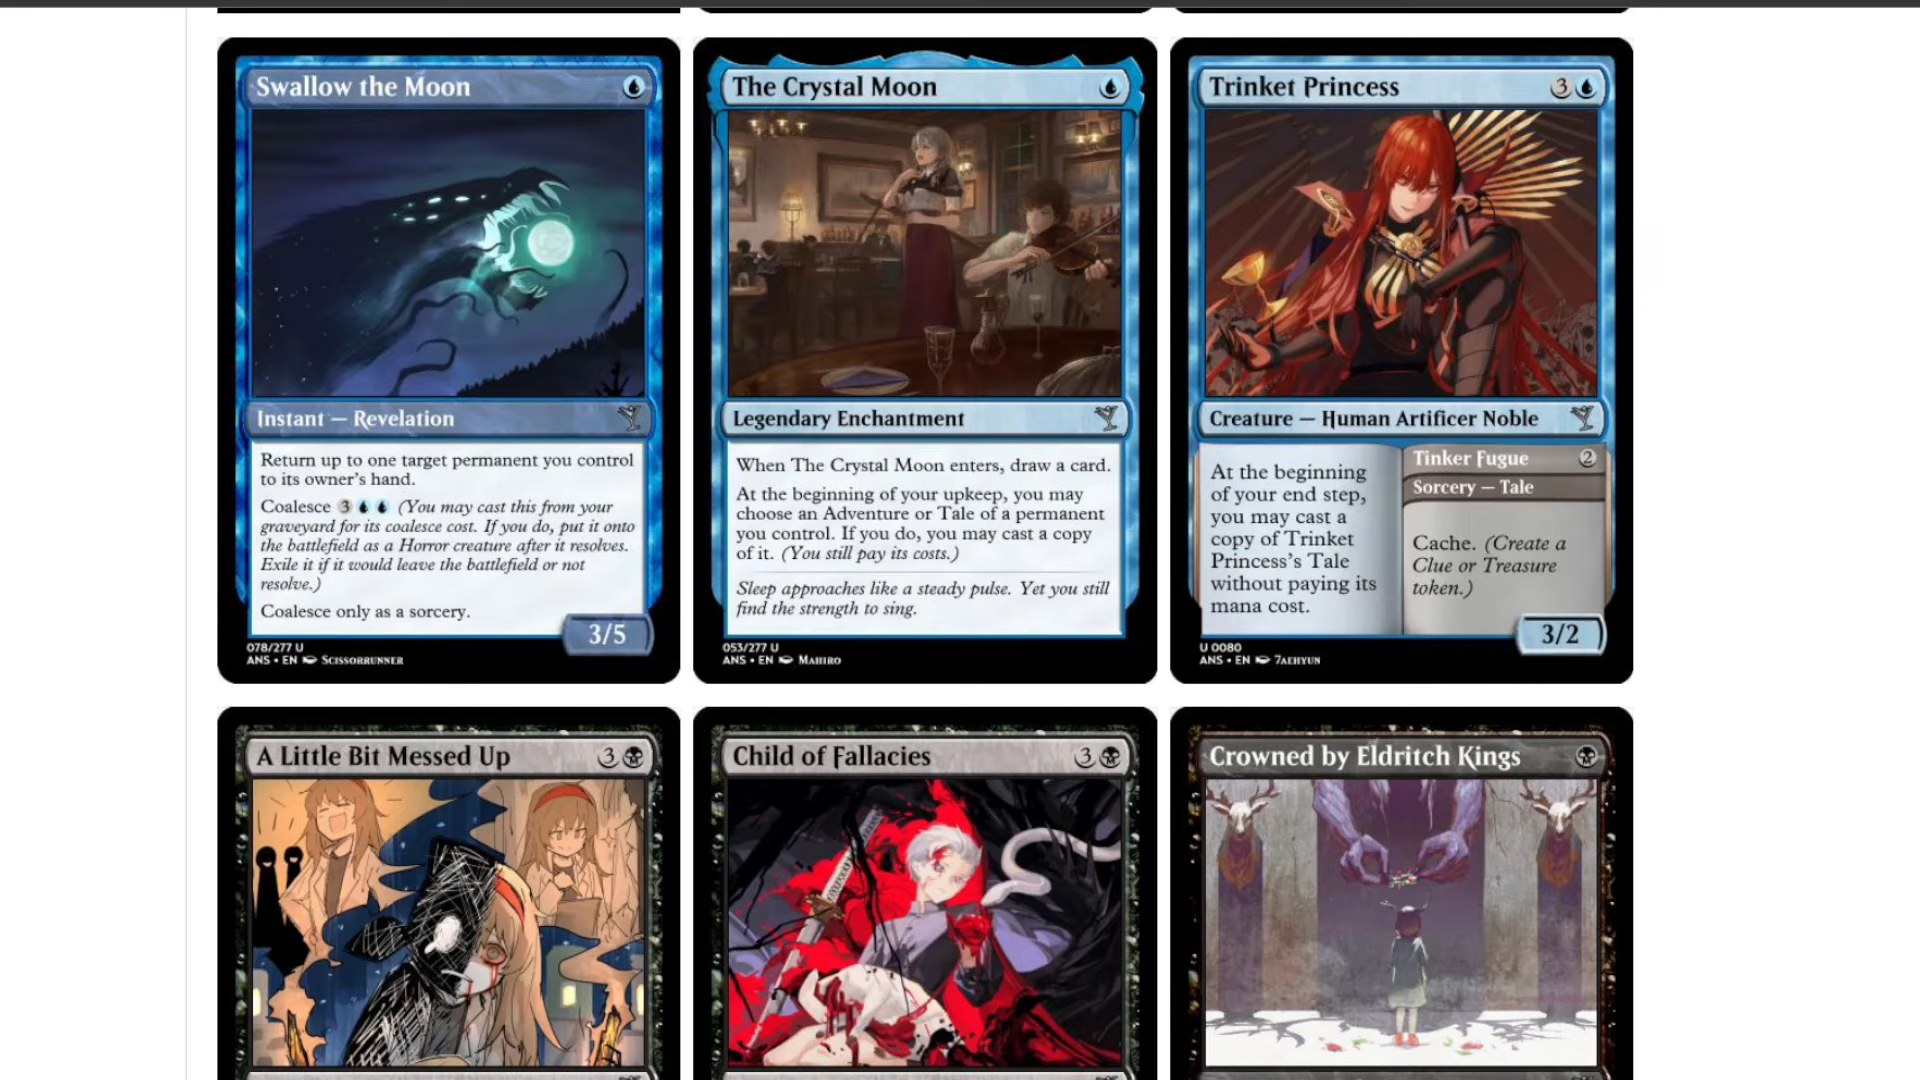 Swallow the Moon
Instant — Revelation
Return up to one target permanent you control
to its owner's hand.
Coalesce 3 (You may cast this from your
graveyard for its coalesce cost. If you do, put it onto
the battlefield as a Horror creature after it resolves.
Exile it if it would leave the battlefield or not
resolve.)
Coalesce only as a sorcery.
3/5
078/277 U
ANS • EN Scissorrunner
The Crystal Moon
Legendary Enchantment
When The Crystal Moon enters, draw a card.
At the beginning of your upkeep, you may
choose an Adventure or Tale of a permanent
you control. If you do, you may cast a copy
of it. (You still pay its costs.)
Sleep approaches like a steady pulse. Yet you still
find the strength to sing.
053/277 U
ANS • EN Mahiro
Trinket Princess 3
Creature — Human Artificer Noble
At the beginning
of your end step,
you may cast a
copy of Trinket
Princess's Tale
without paying its
mana cost.
Tinker Fugue 2
Sorcery — Tale
Cache. (Create a
Clue or Treasure
token.)
3/2
U 0080
ANS • EN 7aehyun
A Little Bit Messed Up 3
Child of Fallacies 3
Crowned by Eldritch Kings